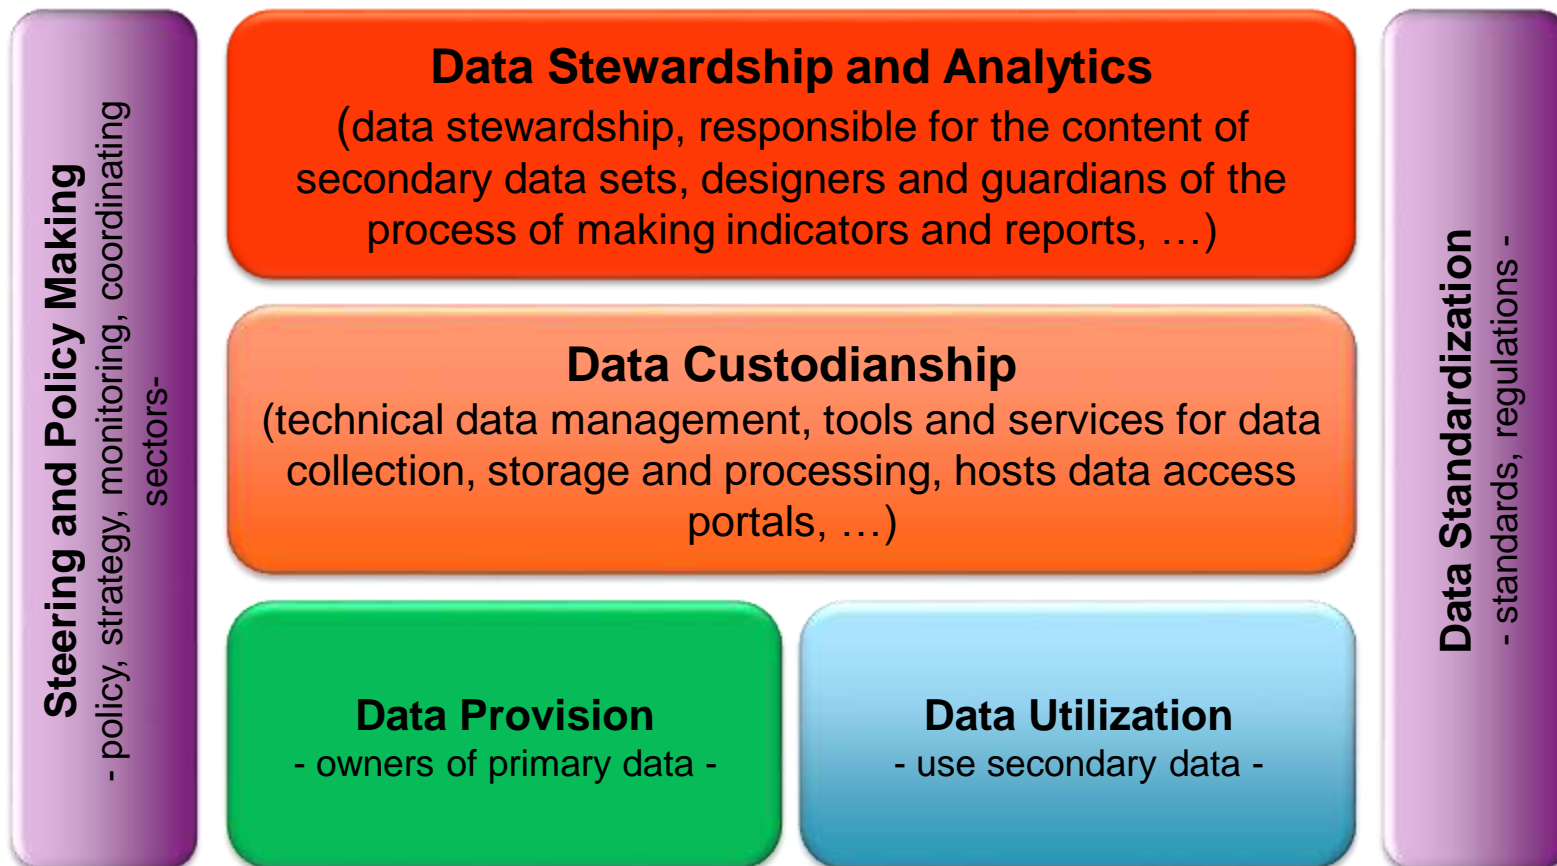 Steering and Policy Making
- policy, strategy, monitoring, coordinating
sectors-
Data Stewardship and Analytics
(data stewardship, responsible for the content of
secondary data sets, designers and guardians of the
process of making indicators and reports, …)
Data Custodianship
(technical data management, tools and services for data
collection, storage and processing, hosts data access
portals, …)
Data Provision
- owners of primary data -
Data Utilization
- use secondary data -
Data Standardization
- standards, regulations -